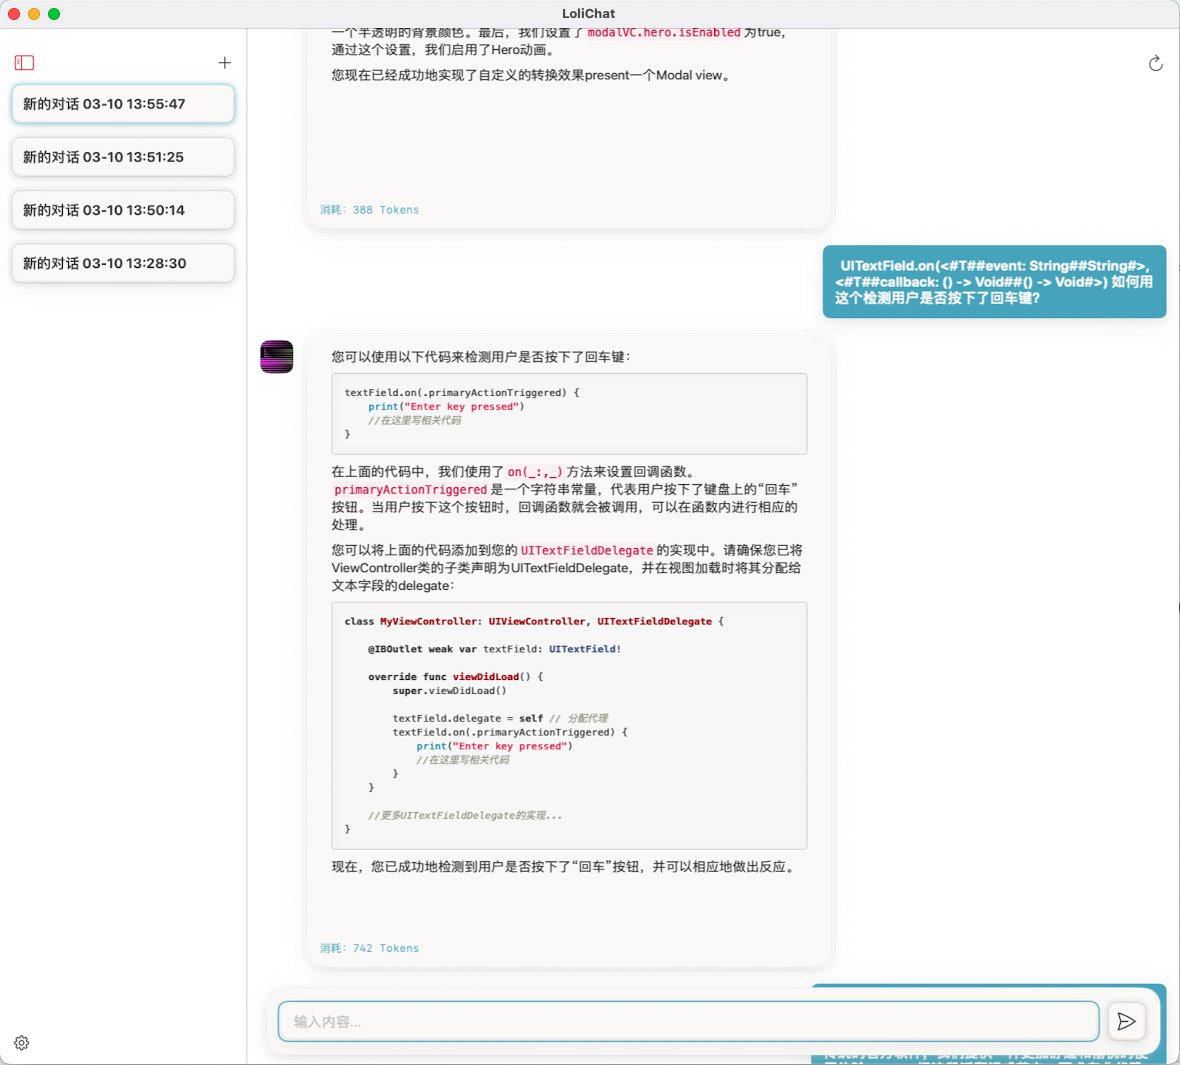 LoliChat
新的对话 03-10 13:55:47
新的对话 03-10 13:51:25
新的对话 03-10 13:50:14
新的对话 03-10 13:28:30
一个半透明的背景颜色。最后，我们设置了 modalVC.hero.isEnabled 为true，
通过这个设置，我们启用了Hero动画。
您现在已经成功地实现了自定义的转换效果present一个Modal view。
消耗：388 Tokens
UITextField.on(<#T##event: String##String#>,
<#T##callback: () -> Void##() -> Void#>) 如何用
这个检测用户是否按下了回车键?
您可以使用以下代码来检测用户是否按下了回车键：
textField.on(.primaryActionTriggered) {
    print("Enter key pressed")
    //在这里写相关代码
}
在上面的代码中，我们使用了 on(_:,_) 方法来设置回调函数。
primaryActionTriggered 是一个字符串常量，代表用户按下了键盘上的“回车”
按钮。当用户按下这个按钮时，回调函数就会被调用，可以在函数内进行相应的
处理。
您可以将上面的代码添加到您的 UITextFieldDelegate 的实现中。请确保您已将
ViewController类的子类声明为UITextFieldDelegate，并在视图加载时将其分配给
文本字段的delegate：
class MyViewController: UIViewController, UITextFieldDelegate {
    @IBOutlet weak var textField: UITextField!
    override func viewDidLoad() {
        super.viewDidLoad()
        textField.delegate = self // 分配代理
        textField.on(.primaryActionTriggered) {
            print("Enter key pressed")
            //在这里写相关代码
        }
    }
    //更多UITextFieldDelegate的实现...
}
现在，您已成功地检测到用户是否按下了“回车”按钮，并可以相应地做出反应。
消耗：742 Tokens
输入内容...